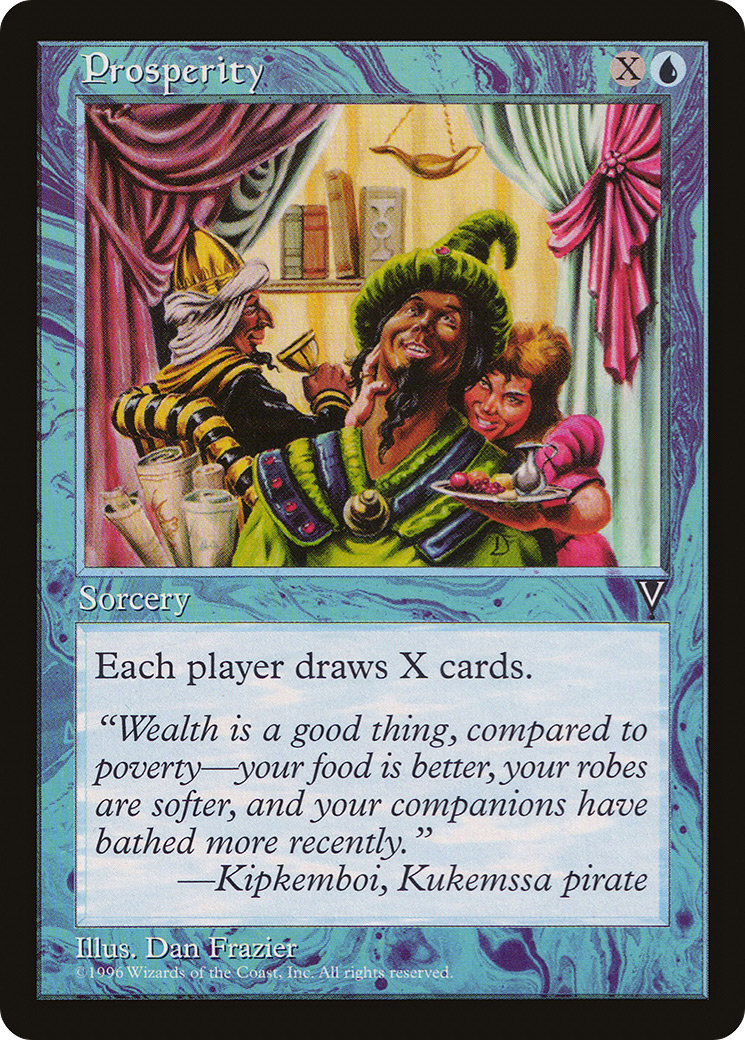 Prosperity X
Sorcery
Each player draws X cards.
“Wealth is a good thing, compared to
poverty—your food is better, your robes
are softer, and your companions have
bathed more recently.”
—Kipkemboi, Kukemssa pirate
Illus. Dan Frazier
©1996 Wizards of the Coast, Inc. All rights reserved.